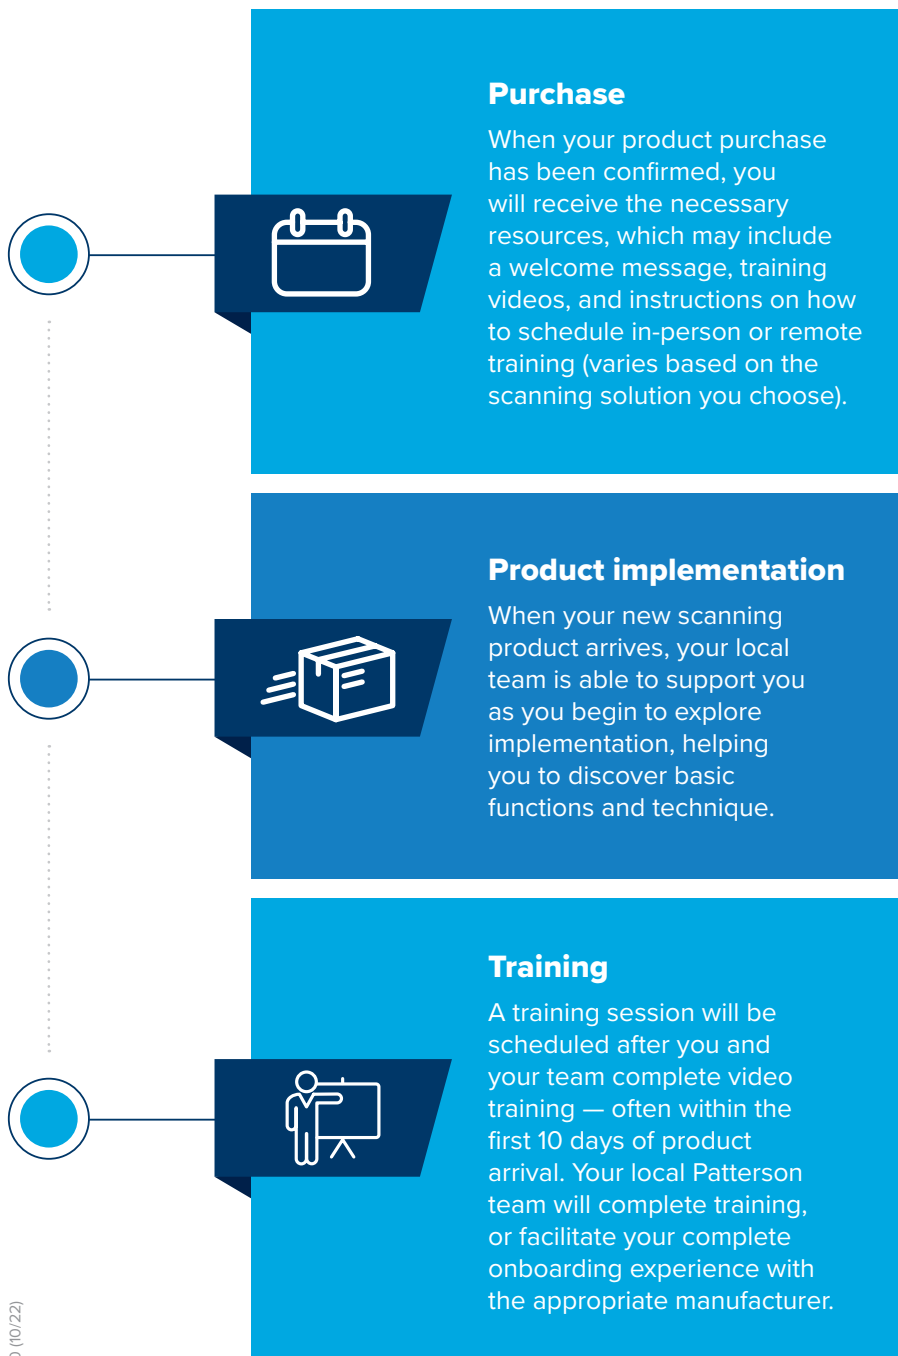 Purchase
When your product purchase
has been confirmed, you
will receive the necessary
resources, which may include
a welcome message, training
videos, and instructions on how
to schedule in-person or remote
training (varies based on the
scanning solution you choose).
Product implementation
When your new scanning
product arrives, your local
team is able to support you
as you begin to explore
implementation, helping
you to discover basic
functions and technique.
Training
A training session will be
scheduled after you and
your team complete video
training — often within the
first 10 days of product
arrival. Your local Patterson
team will complete training,
or facilitate your complete
onboarding experience with
the appropriate manufacturer.
(10/22)